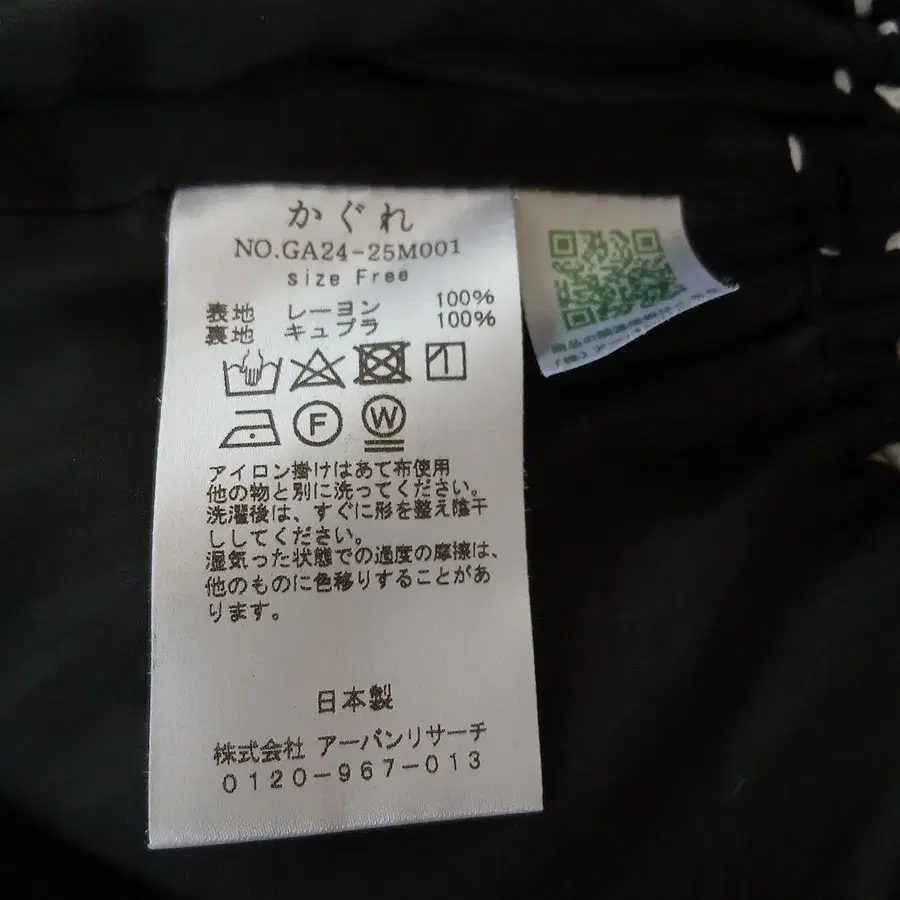 かぐれ
NO.GA24-25M001
size Free
表地 レーヨン 100%
裏地 キュプラ 100%
F
W
アイロン掛けはあて布使用
他の物と別に洗ってください。
洗濯後は、すぐに形を整え陰干
ししてください。
湿気った状態での過度の摩擦は、
他のものに色移りすることがあ
ります。
日本製
株式会社 アーバンリサーチ
0120-967-013